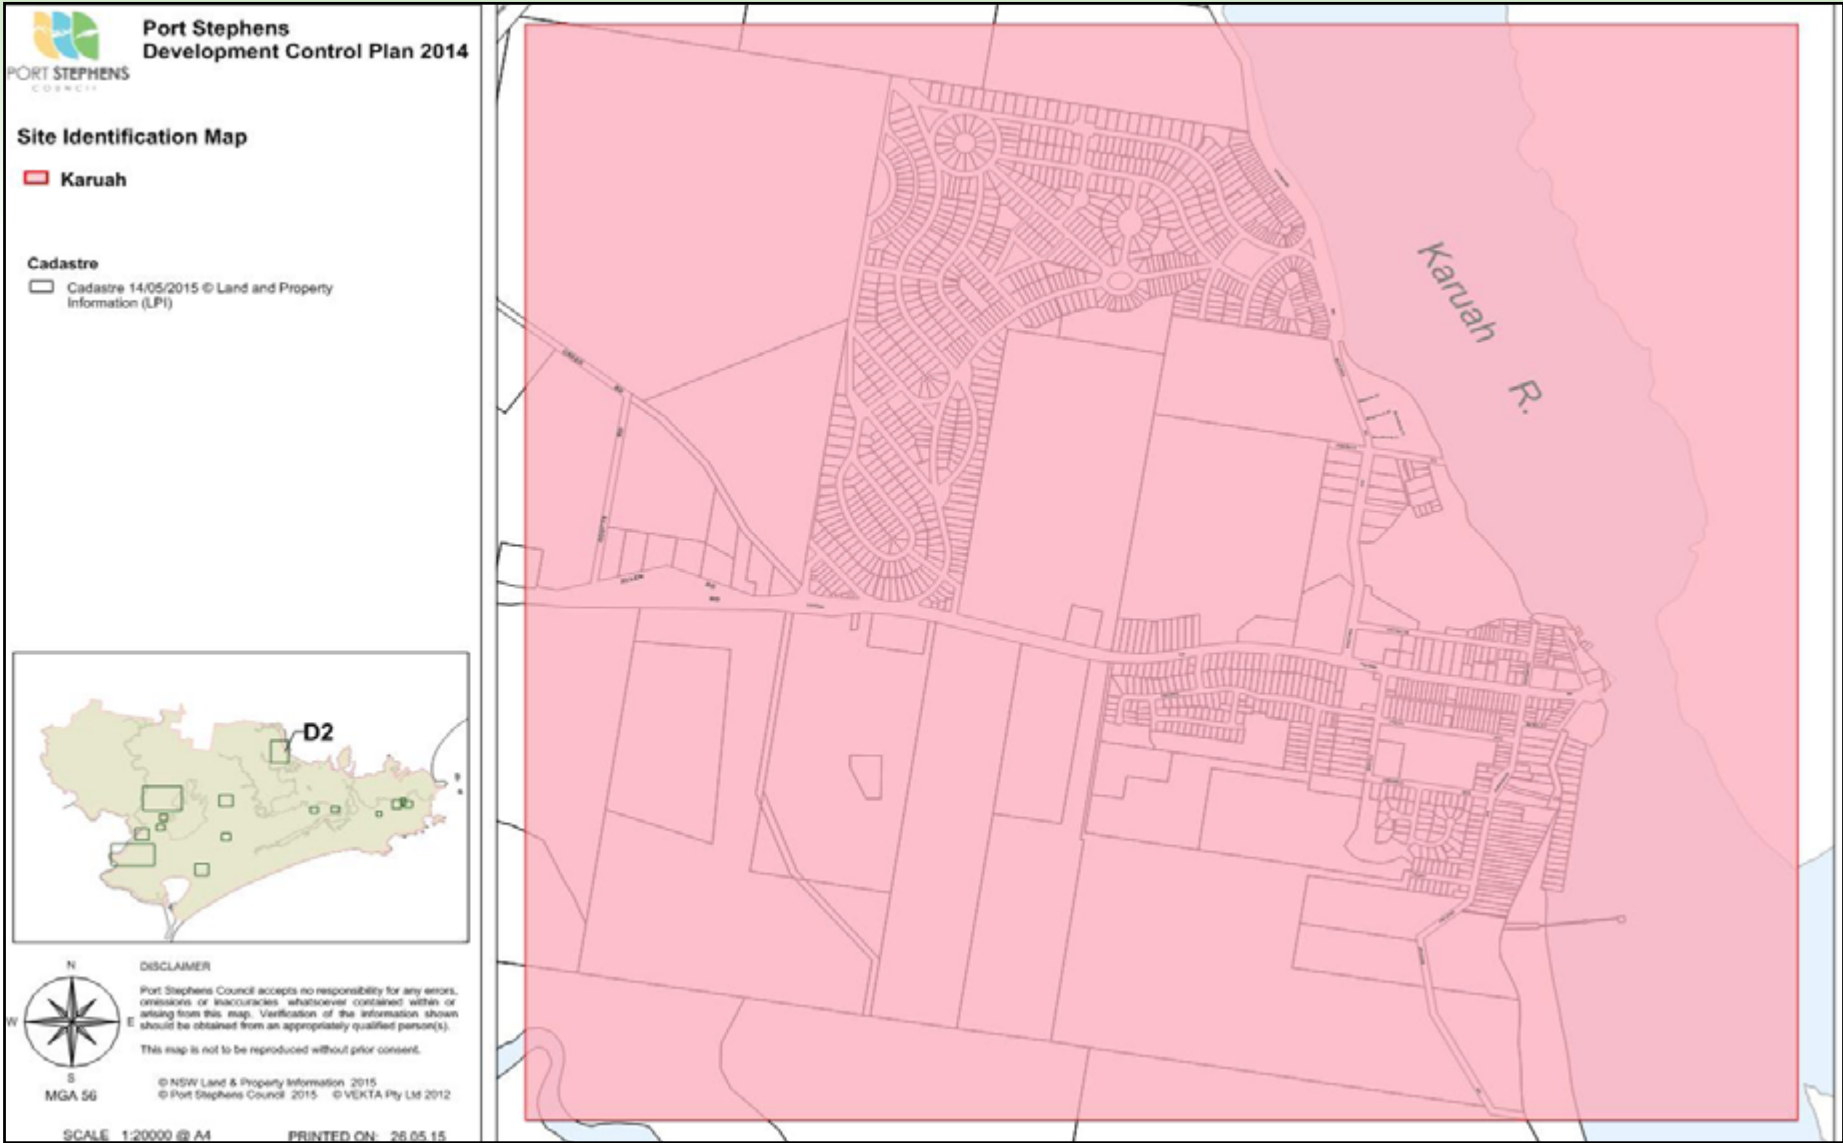 PORT STEPHENS
COUNCIL
Port Stephens
Development Control Plan 2014
Site Identification Map
Karuah
Cadastre
Cadastre 14/05/2015 © Land and Property
Information (LPI)
D2
N
W
E
S
MGA 56
DISCLAIMER
Port Stephens Council accepts no responsibility for any errors,
omissions or inaccuracies whatsoever contained within or
arising from this map. Verification of the information shown
should be obtained from an appropriately qualified person(s).
This map is not to be reproduced without prior consent.
© NSW Land & Property Information 2015
© Port Stephens Council 2015 © VEKTA Pty Ltd 2012
SCALE 1:20000 @ A4
PRINTED ON: 26.05.15
Karuah
R.